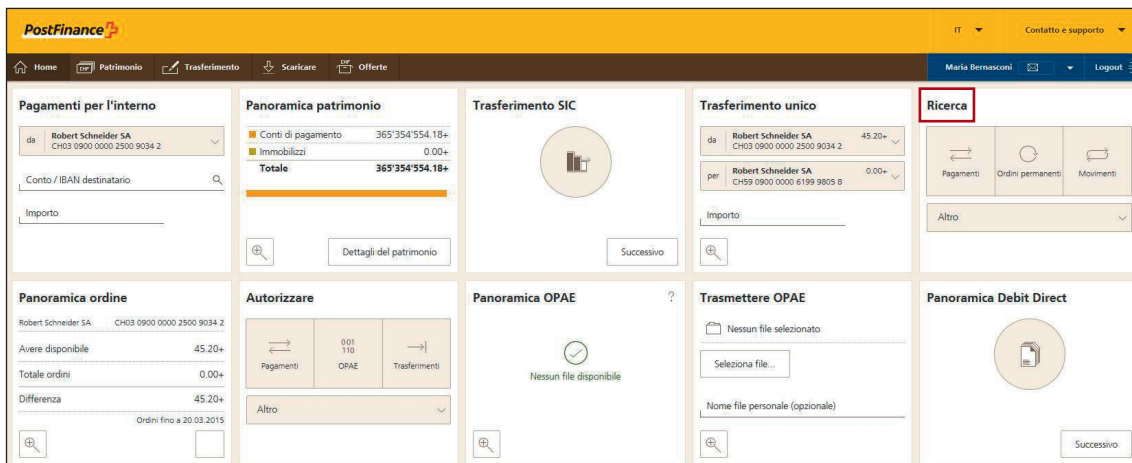 PostFinance
IT
Contatto e supporto
Home
Patrimonio
Trasferimento
Scaricare
Offerte
Maria Bernasconi
Logout
Pagamenti per l'interno
da
Robert Schneider SA
CH03 0900 0000 2500 9034 2
Conto / IBAN destinatario
Importo
Panoramica patrimonio
Conti di pagamento 365'354'554.18+
Immobilizzi 0.00+
Totale 365'354'554.18+
Dettagli del patrimonio
Trasferimento SIC
Successivo
Trasferimento unico
da
Robert Schneider SA 45.20+
CH03 0900 0000 2500 9034 2
per
Robert Schneider SA 0.00+
CH59 0900 0000 6199 9805 8
Importo
Ricerca
Pagamenti
Ordini permanenti
Movimenti
Altro
Panoramica ordine
Robert Schneider SA CH03 0900 0000 2500 9034 2
Avere disponibile 45.20+
Totale ordini 0.00+
Differenza 45.20+
Ordini fino a 20.03.2015
Autorizzare
Pagamenti
001
110
OPAE
Trasferimenti
Altro
Panoramica OPAE ?
Nessun file disponibile
Trasmettere OPAE
Nessun file selezionato
Seleziona file...
Nome file personale (opzionale)
Panoramica Debit Direct
Successivo